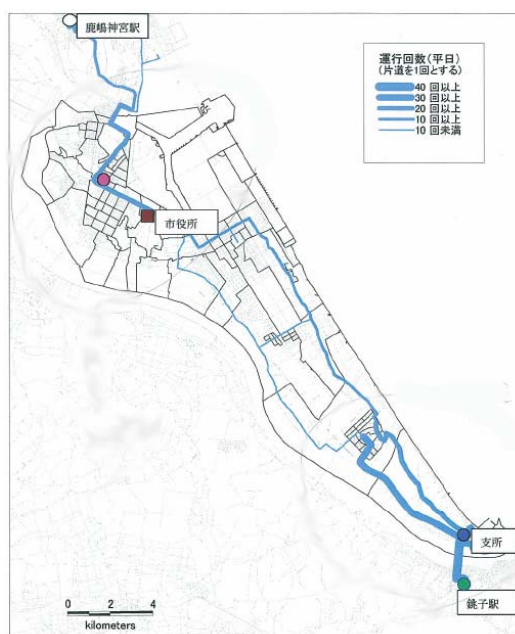 鹿嶋神宮駅
運行回数(平日)
(片道を1回とする)
40 回以上
30 回以上
20 回以上
10 回以上
10 回未満
市役所
支所
銚子駅
0 2 4
kilometers